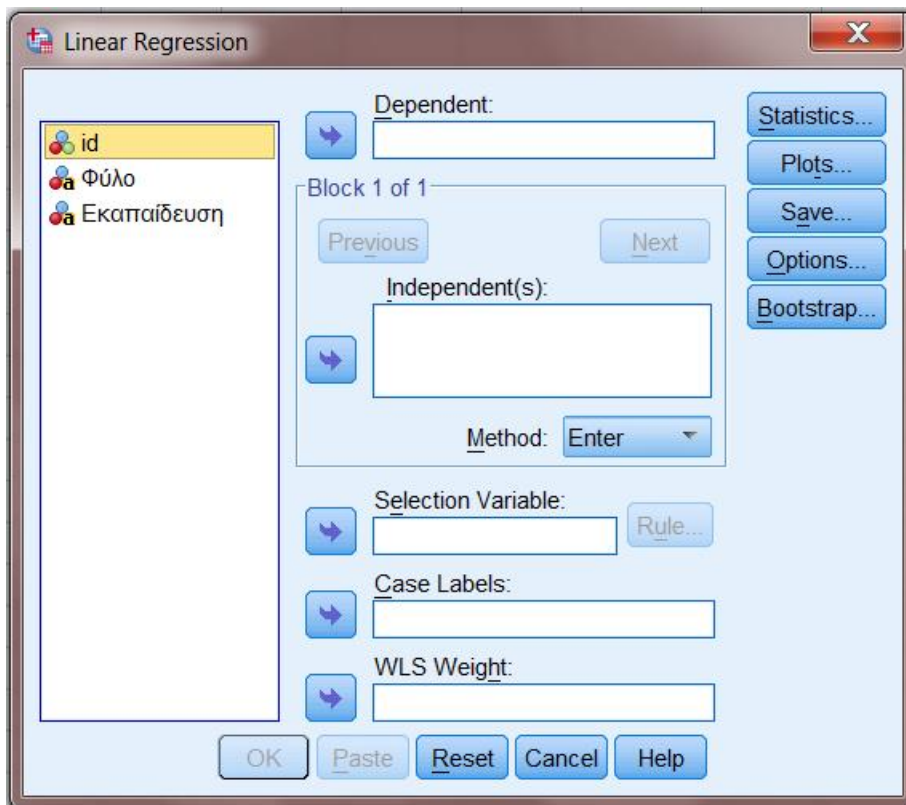 Linear Regression
X
id
a Φύλο
a Εκαπαίδευση
Dependent:
Block 1 of 1
Previous
Next
Independent(s):
Method: Enter
Selection Variable:
Rule...
Case Labels:
WLS Weight:
Statistics...
Plots...
Save...
Options...
Bootstrap...
OK
Paste
Reset
Cancel
Help